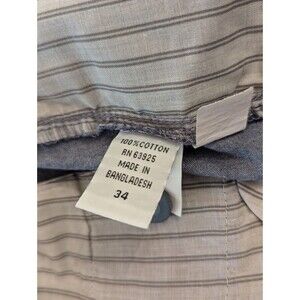 100% COTTON
RN 63925
MADE IN
BANGLADESH
34